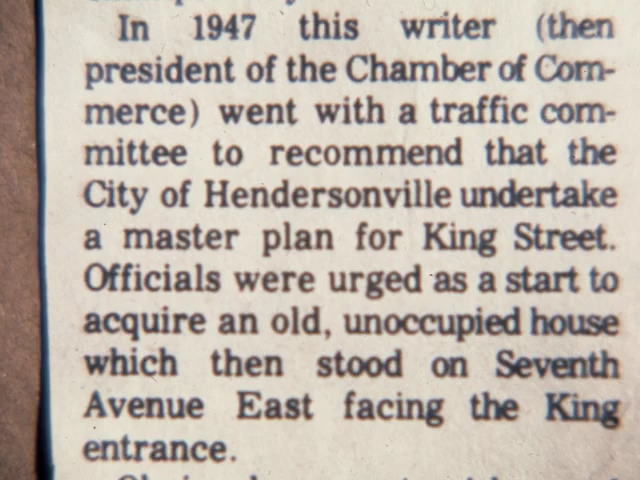 In 1947 this writer (then
president of the Chamber of Com-
merce) went with a traffic com-
mittee to recommend that the
City of Hendersonville undertake
a master plan for King Street.
Officials were urged as a start to
acquire an old, unoccupied house
which then stood on Seventh
Avenue East facing the King
entrance.